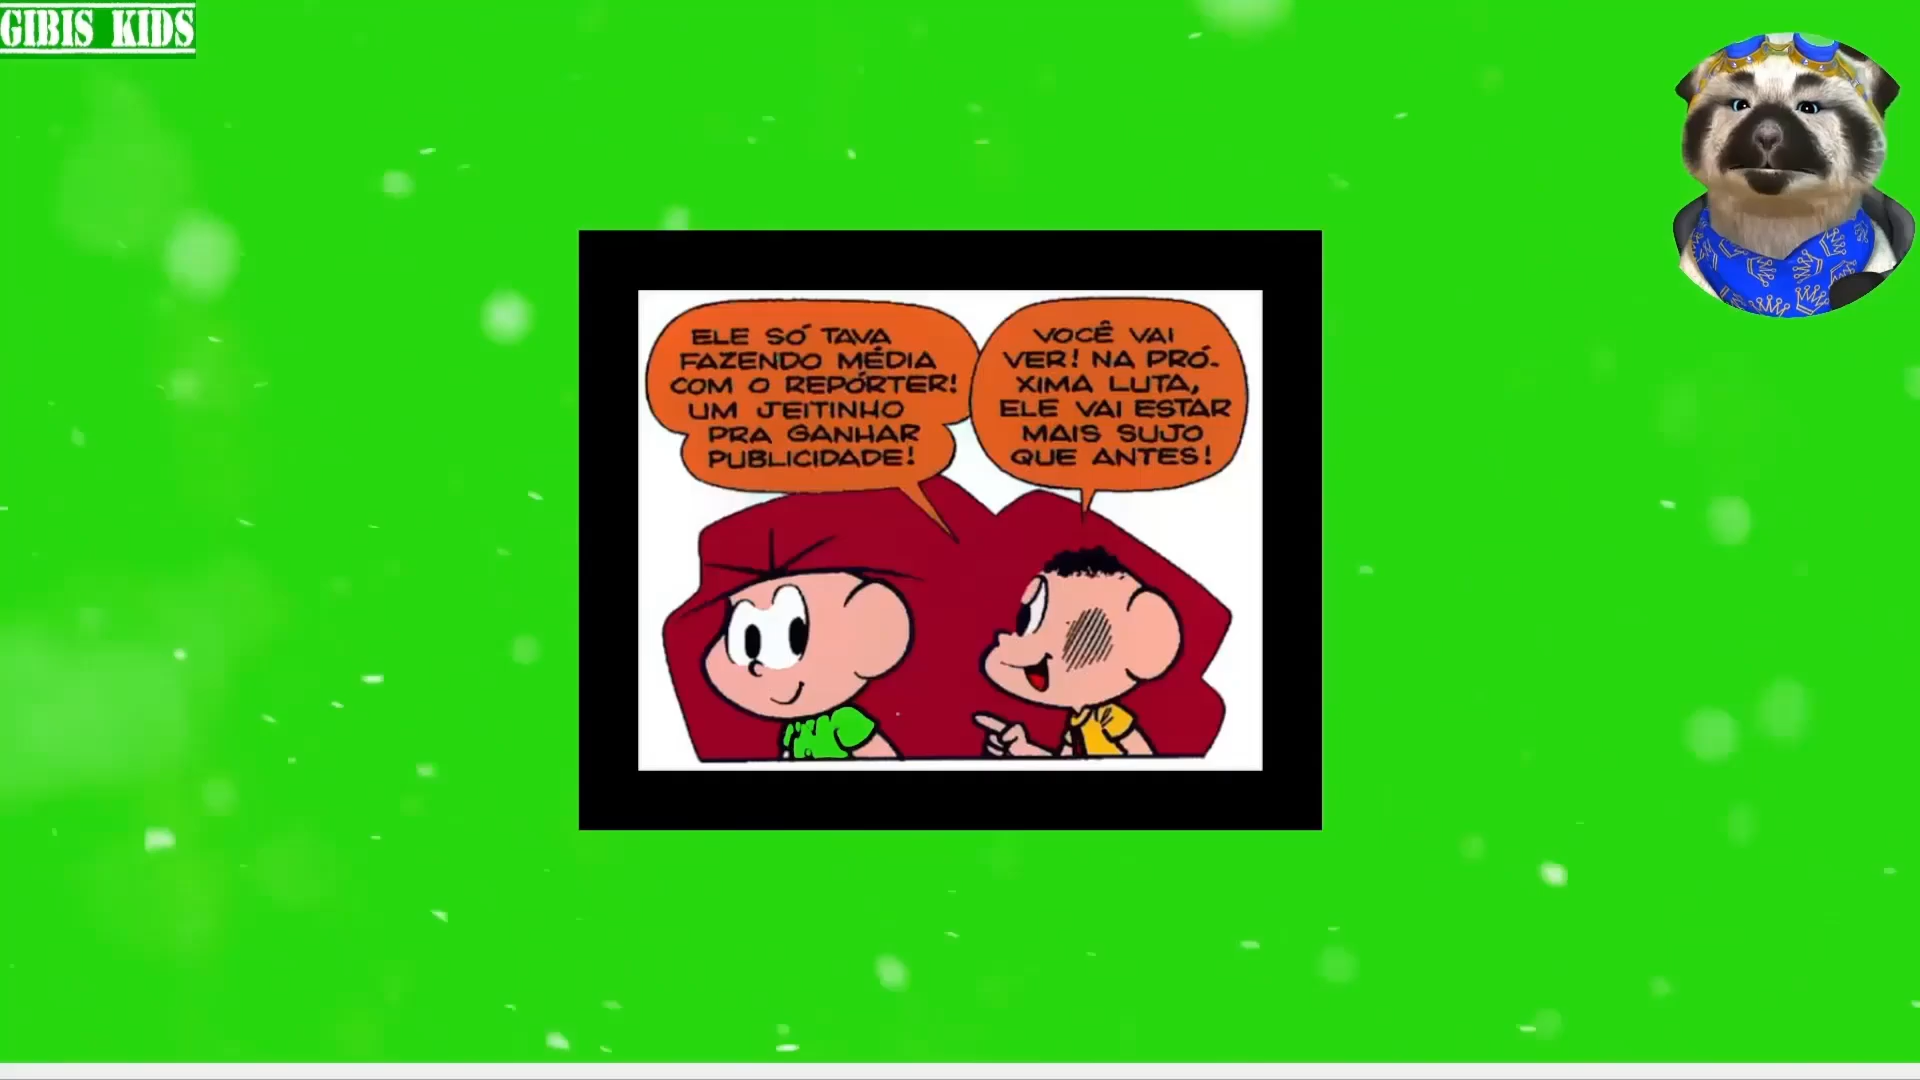 GIBIS KIDS
ELE SÓ TAVA
FAZENDO MÉDIA
COM O REPÓRTER!
UM JEITINHO
PRA GANHAR
PUBLICIDADE!
VOCÊ VAI
VER! NA PRÓ-
XIMA LUTA,
ELE VAI ESTAR
MAIS SUJO
QUE ANTES!